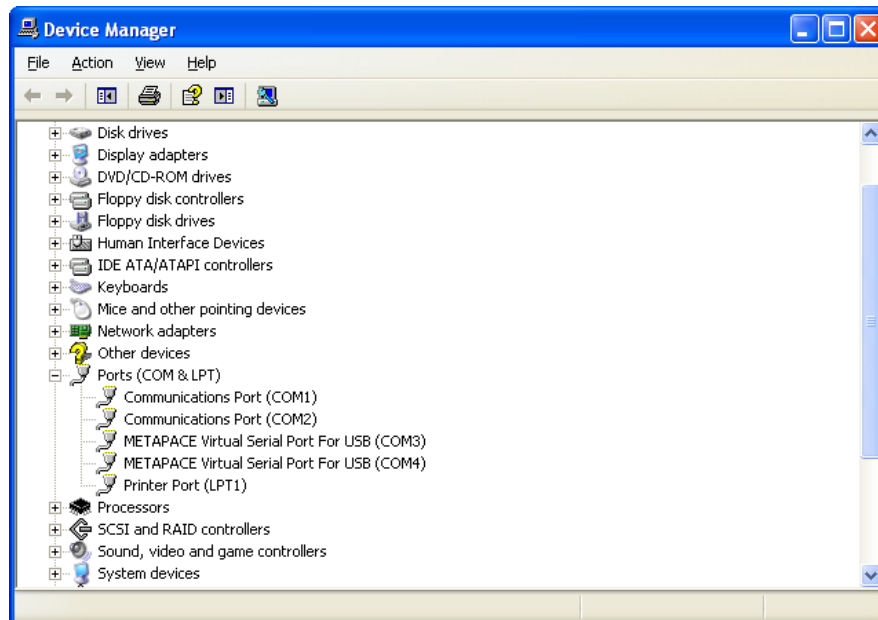 Device Manager
File Action View Help
Disk drives
Display adapters
DVD/CD-ROM drives
Floppy disk controllers
Floppy disk drives
Human Interface Devices
IDE ATA/ATAPI controllers
Keyboards
Mice and other pointing devices
Network adapters
Other devices
Ports (COM & LPT)
Communications Port (COM1)
Communications Port (COM2)
METAPACE Virtual Serial Port For USB (COM3)
METAPACE Virtual Serial Port For USB (COM4)
Printer Port (LPT1)
Processors
SCSI and RAID controllers
Sound, video and game controllers
System devices